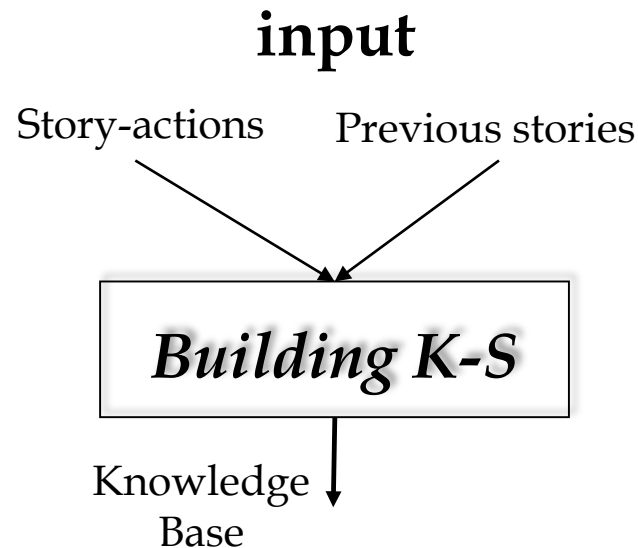 input
Story-actions
Previous stories
Building K-S
Knowledge
Base